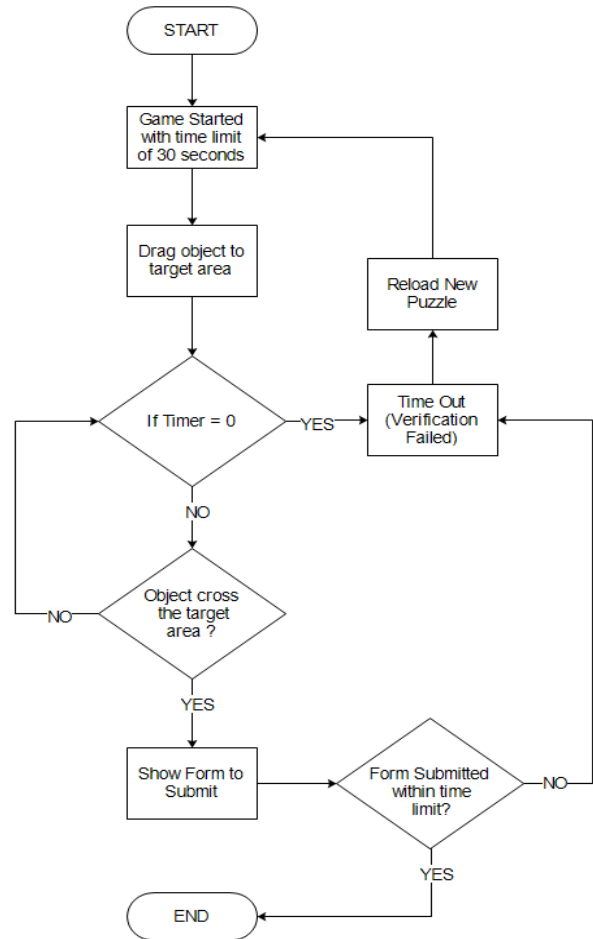 START
Game Started
with time limit
of 30 seconds
Drag object to
target area
Reload New
Puzzle
If Timer = 0
YES
Time Out
(Verification
Failed)
NO
Object cross
the target
area ?
NO
YES
Show Form to
Submit
Form Submitted
within time
limit?
NO
YES
END